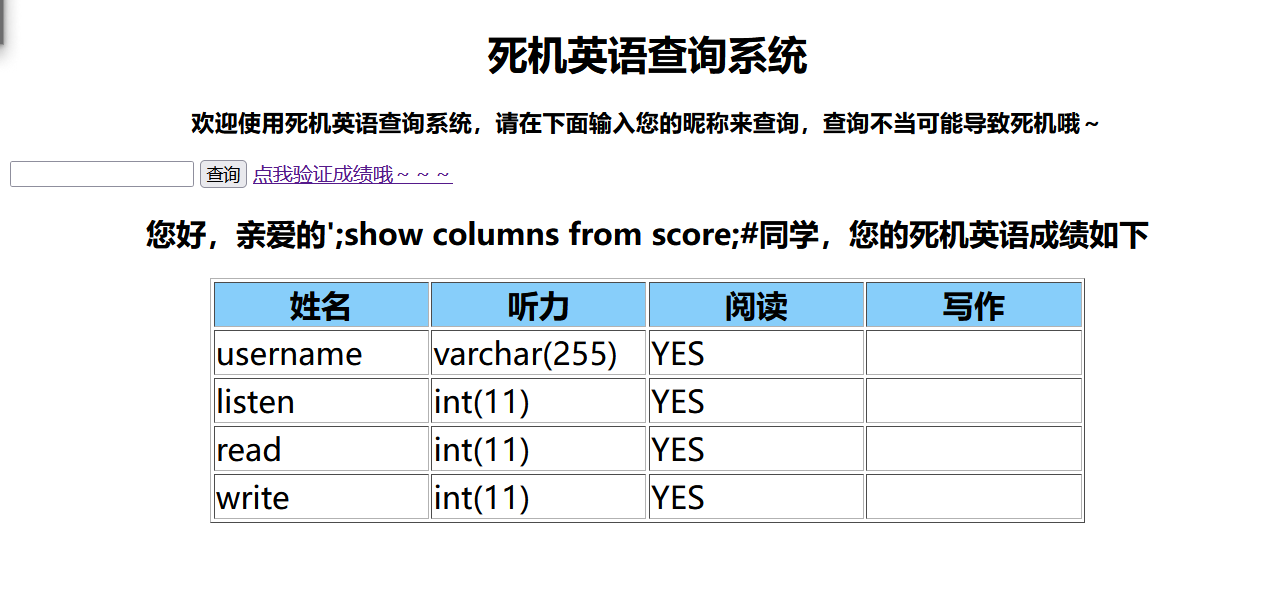 死机英语查询系统
欢迎使用死机英语查询系统，请在下面输入您的昵称来查询，查询不当可能导致死机哦～
查询 点我验证成绩哦～～～
您好，亲爱的';show columns from score;#同学，您的死机英语成绩如下
姓名 听力 阅读 写作
username varchar(255) YES
listen int(11) YES
read int(11) YES
write int(11) YES